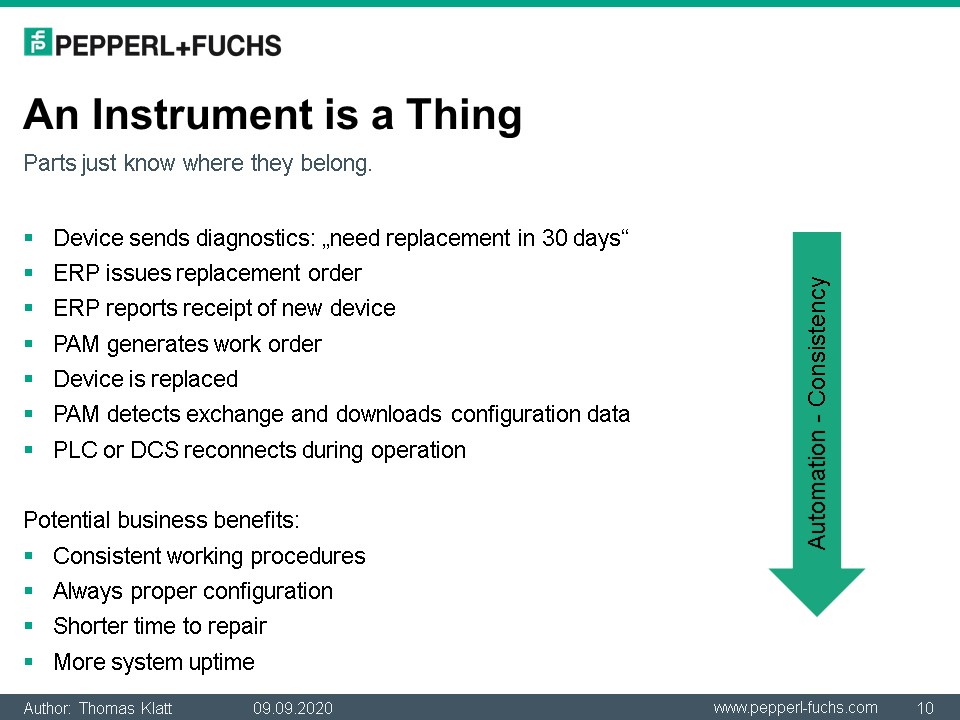 PEPPERL+FUCHS
An Instrument is a Thing
Parts just know where they belong.
▪ Device sends diagnostics: „need replacement in 30 days“
▪ ERP issues replacement order
▪ ERP reports receipt of new device
▪ PAM generates work order
▪ Device is replaced
▪ PAM detects exchange and downloads configuration data
▪ PLC or DCS reconnects during operation
Potential business benefits:
▪ Consistent working procedures
▪ Always proper configuration
▪ Shorter time to repair
▪ More system uptime
Automation - Consistency
Author: Thomas Klatt 09.09.2020 www.pepperl-fuchs.com 10